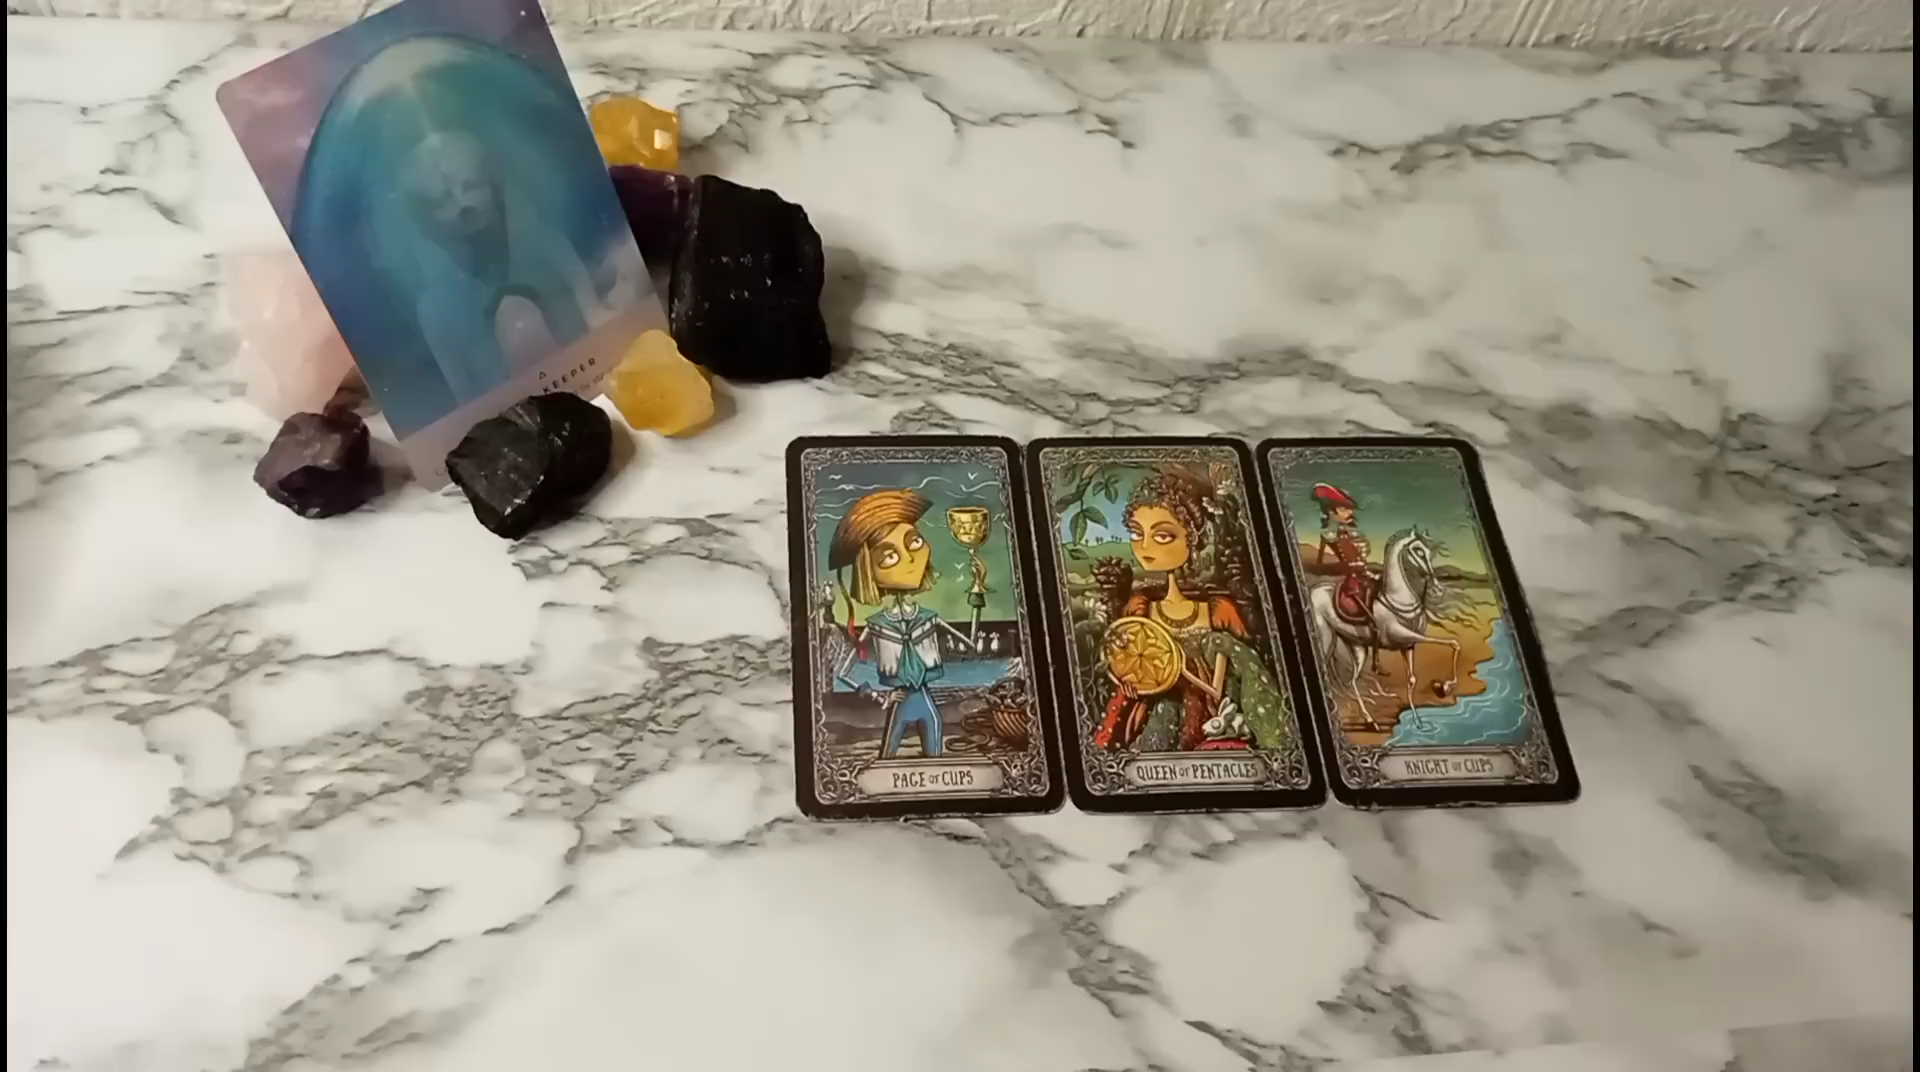 KEEPER
PAGE OF CUPS
QUEEN OF PENTACLES
KNIGHT OF CUPS